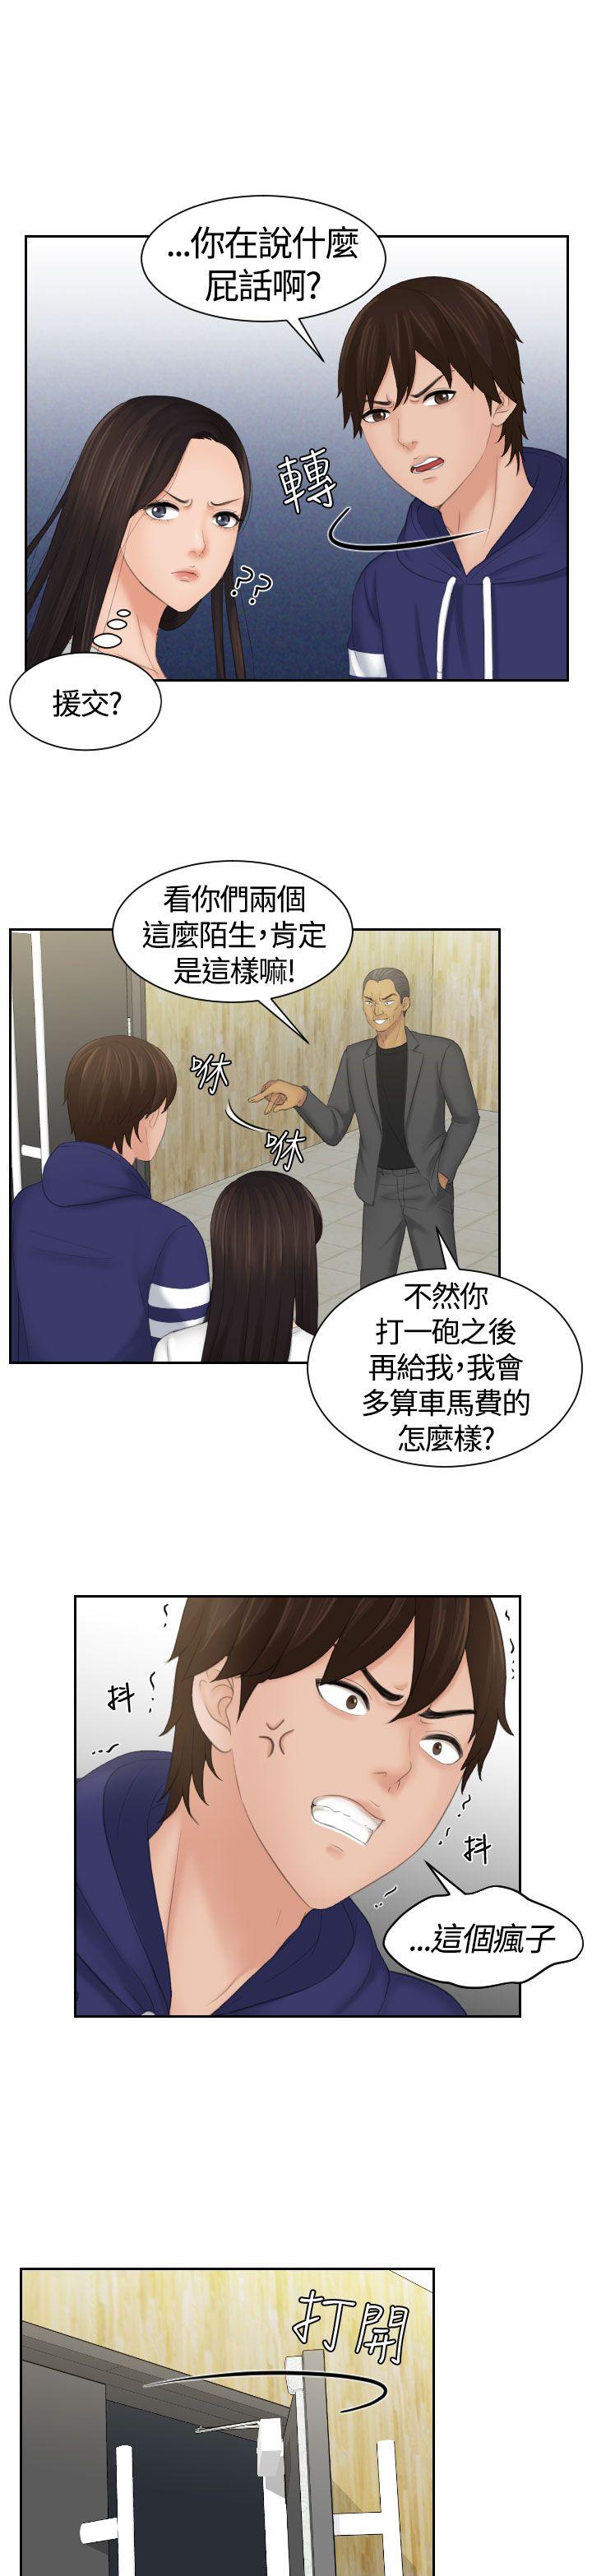 ...你在說什麼
屁話啊?
轉
??
援交?
看你們兩個
這麼陌生,肯定
是這樣嘛!
咻
咻
不然你
打一砲之後
再給我,我會
多算車馬費的
怎麼樣?
抖
抖
...這個瘋子
打開